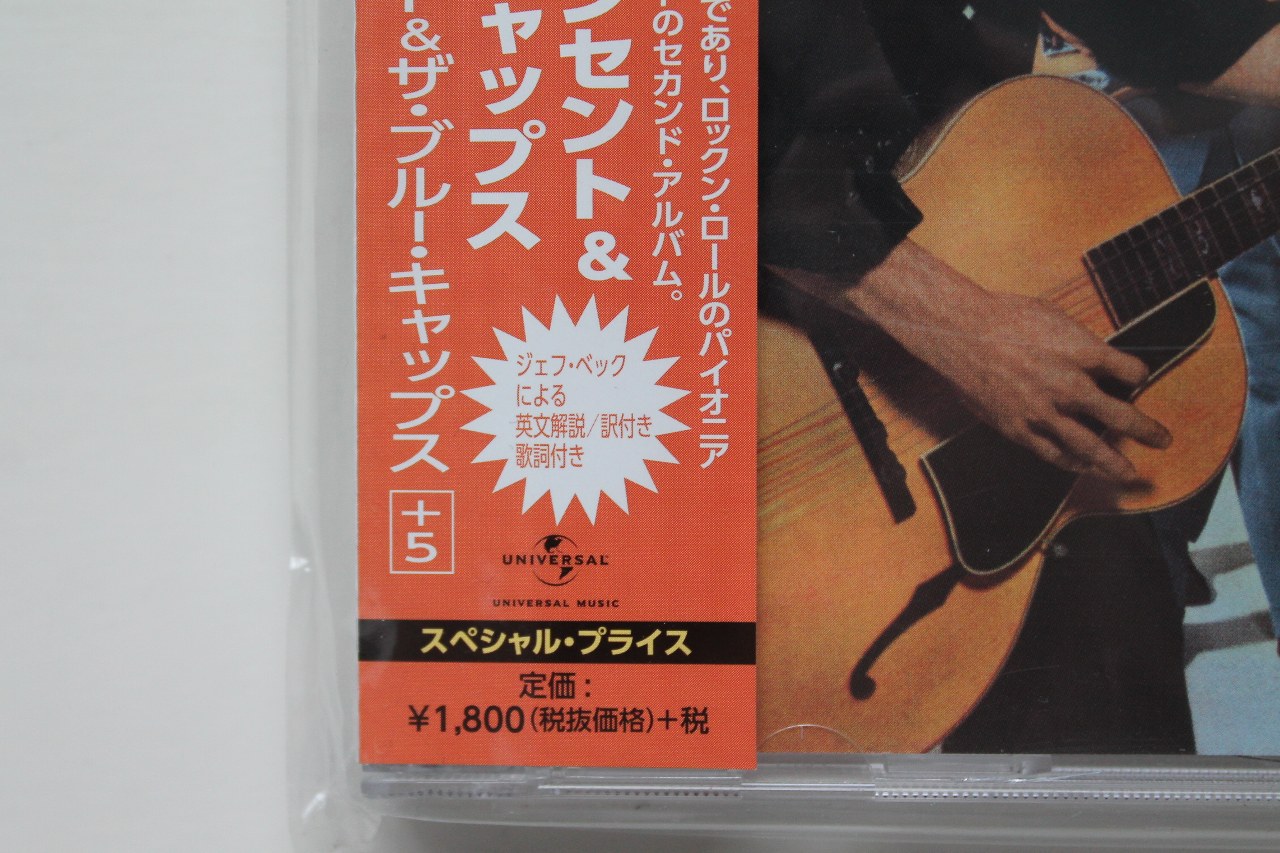 であり、ロックン・ロールのパイオニア
のセカンド・アルバム。
セント&
ャップス
&ザ・ブルー・キャップス
+5
ジェフ・ベック
による
英文解説/訳付き
歌詞付き
UNIVERSAL
UNIVERSAL MUSIC
スペシャル・プライス
定価:
¥1,800(税抜価格)+税